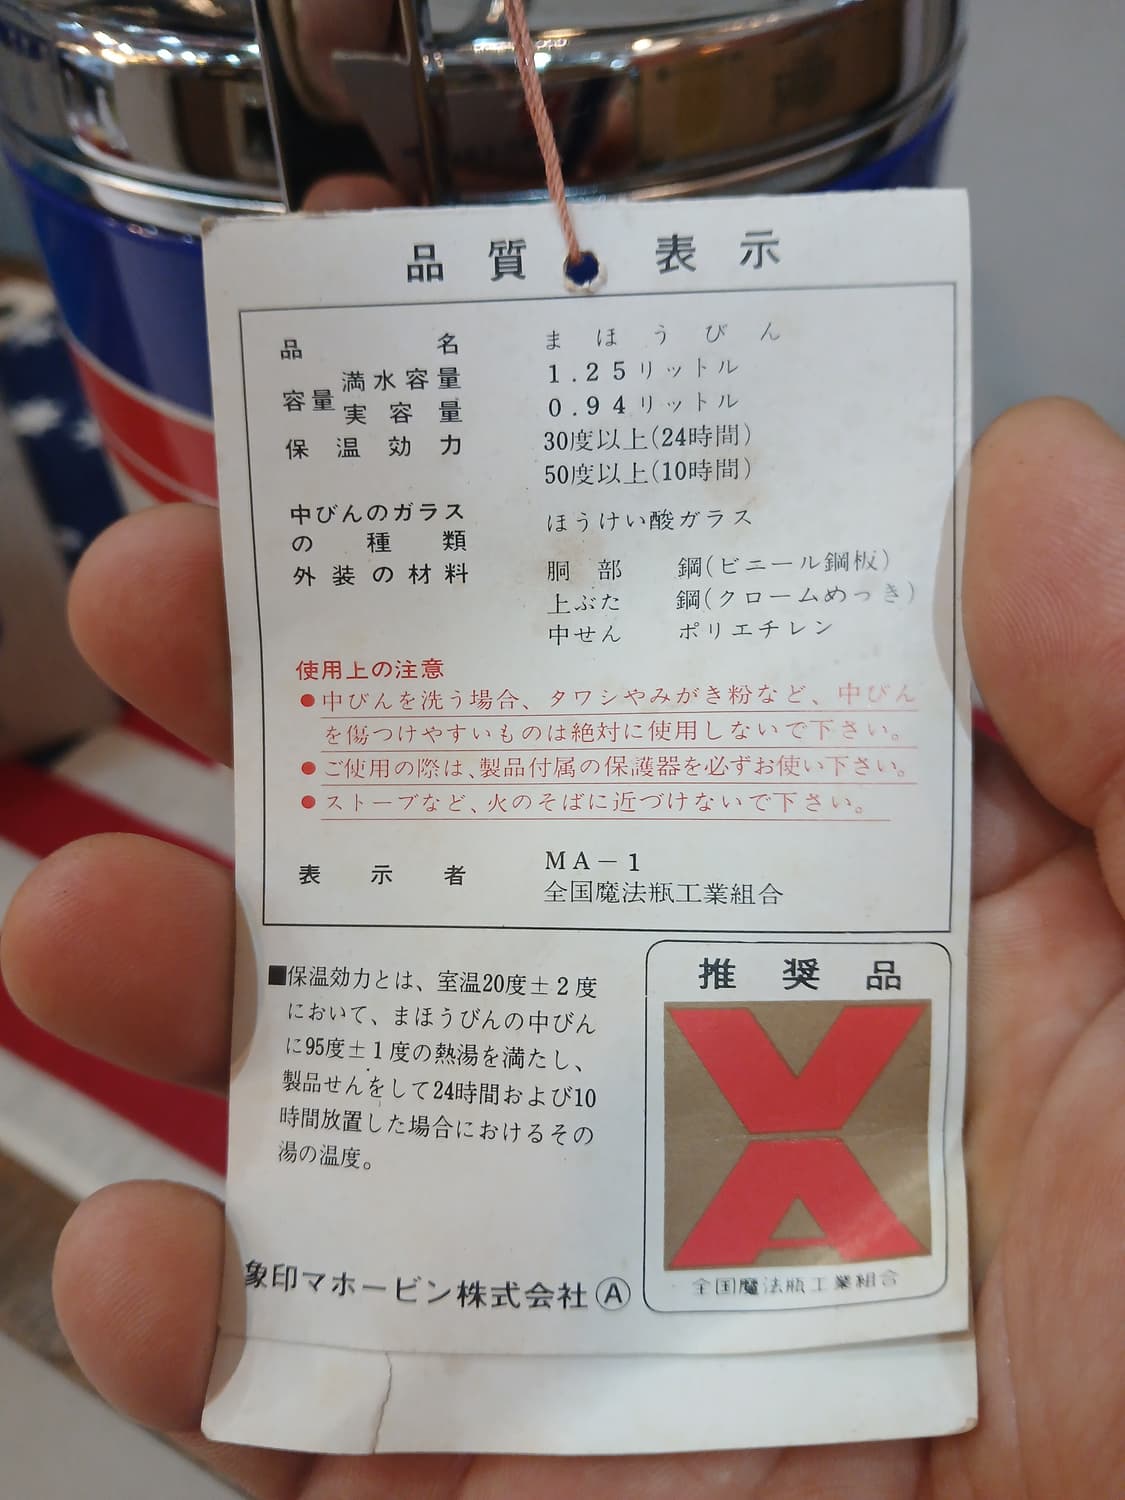 品質表示
品名 まほうびん
容量 満水容量 1.25リットル
実容量 0.94リットル
保温効力 30度以上(24時間)
50度以上(10時間)
中びんのガラス
の種類 ほうけい酸ガラス
外装の材料 胴部 鋼(ビニール鋼板)
上ぶた 鋼(クロームめっき)
中せん ポリエチレン
使用上の注意
●中びんを洗う場合、タワシやみがき粉など、中びん
を傷つけやすいものは絶対に使用しないで下さい。
●ご使用の際は、製品付属の保護器を必ずお使い下さい。
●ストーブなど、火のそばに近づけないで下さい。
表示者 MA-1
全国魔法瓶工業組合
■保温効力とは、室温20度±2度
において、まほうびんの中びん
に95度±1度の熱湯を満たし、
製品せんをして24時間および10
時間放置した場合におけるその
湯の温度。
象印マホービン株式会社Ⓐ
推奨品
VA
全国魔法瓶工業組合